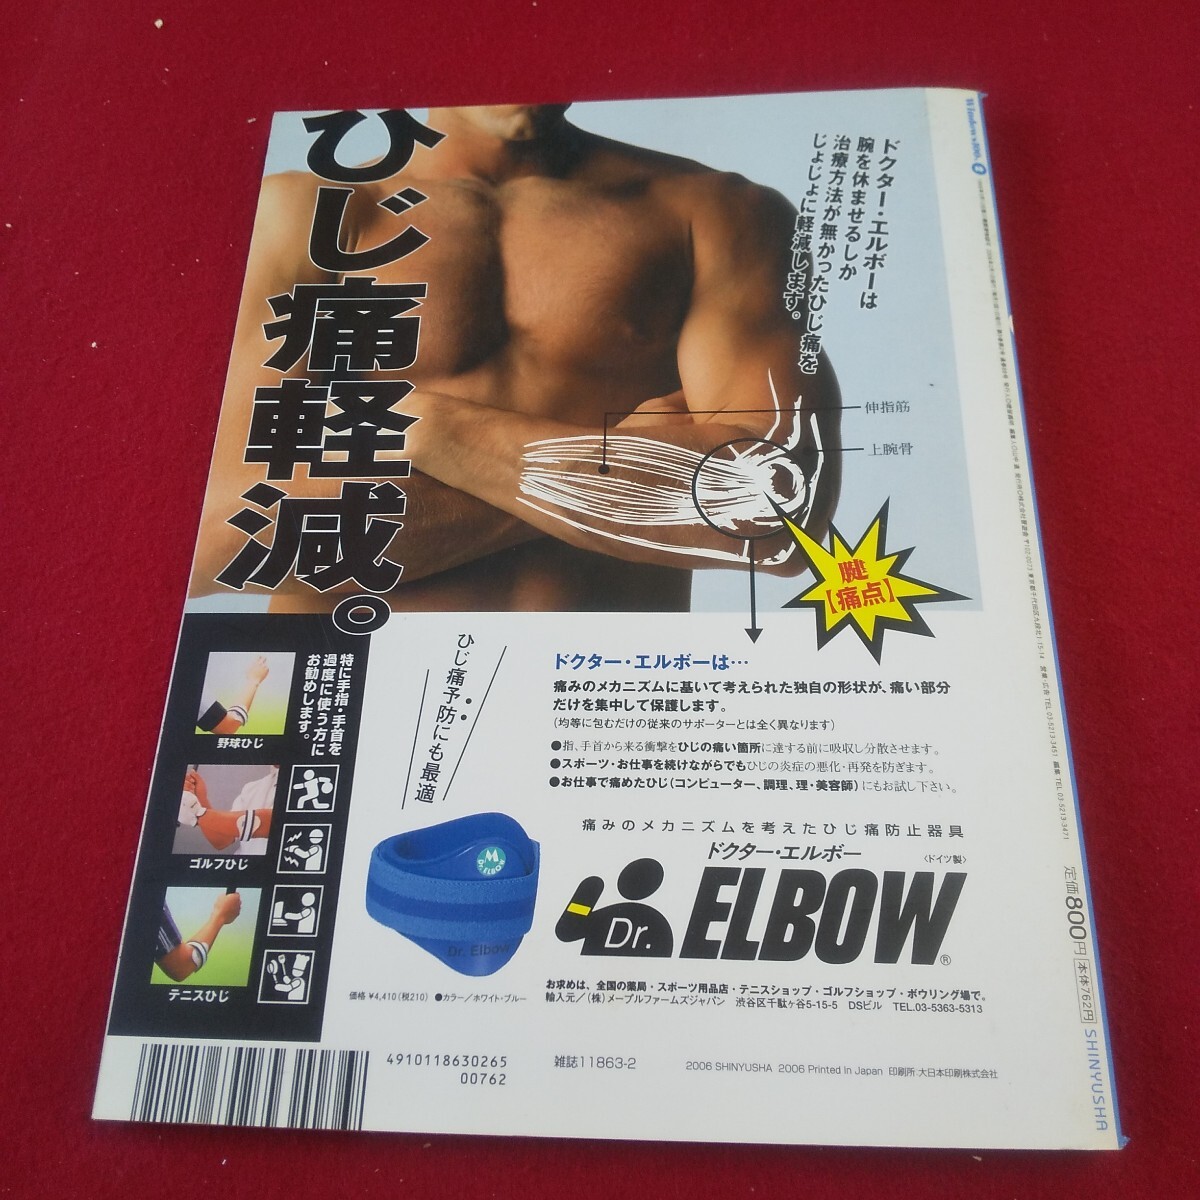 ひじ痛軽減。
ドクター・エルボーは
腕を休ませるしか
治療方法が無かったひじ痛を
じょじょに軽減します。
伸指筋
上腕骨
腱
【痛点】
特に手指・手首を
過度に使う方に
お勧めします。
野球ひじ
ゴルフひじ
テニスひじ
ひじ痛予防にも最適
ドクター・エルボーは…
痛みのメカニズムに基いて考えられた独自の形状が、痛い部分
だけを集中して保護します。
(均等に包むだけの従来のサポーターとは全く異なります)
●指、手首から来る衝撃をひじの痛い箇所に達する前に吸収し分散させます。
●スポーツ・お仕事を続けながらでもひじの炎症の悪化・再発を防ぎます。
●お仕事で痛めたひじ(コンピューター、調理、理・美容師)にもお試し下さい。
痛みのメカニズムを考えたひじ痛防止器具
ドクター・エルボー
〈ドイツ製〉
Dr. ELBOW®
M
Dr. ELBOW
Dr. Elbow
価格 ¥4,410(税210) ●カラー/ホワイト・ブルー
お求めは、全国の薬局・スポーツ用品店・テニスショップ・ゴルフショップ・ボウリング場で。
輸入元/(株)メープルファームズジャパン 渋谷区千駄ヶ谷5-15-5 DSビル TEL.03-5363-5313
4910118630265
00762
雑誌11863-2
2006 SHINYUSHA 2006 Printed In Japan 印刷所:大日本印刷株式会社
定価800円 本体762円
SHINYUSHA